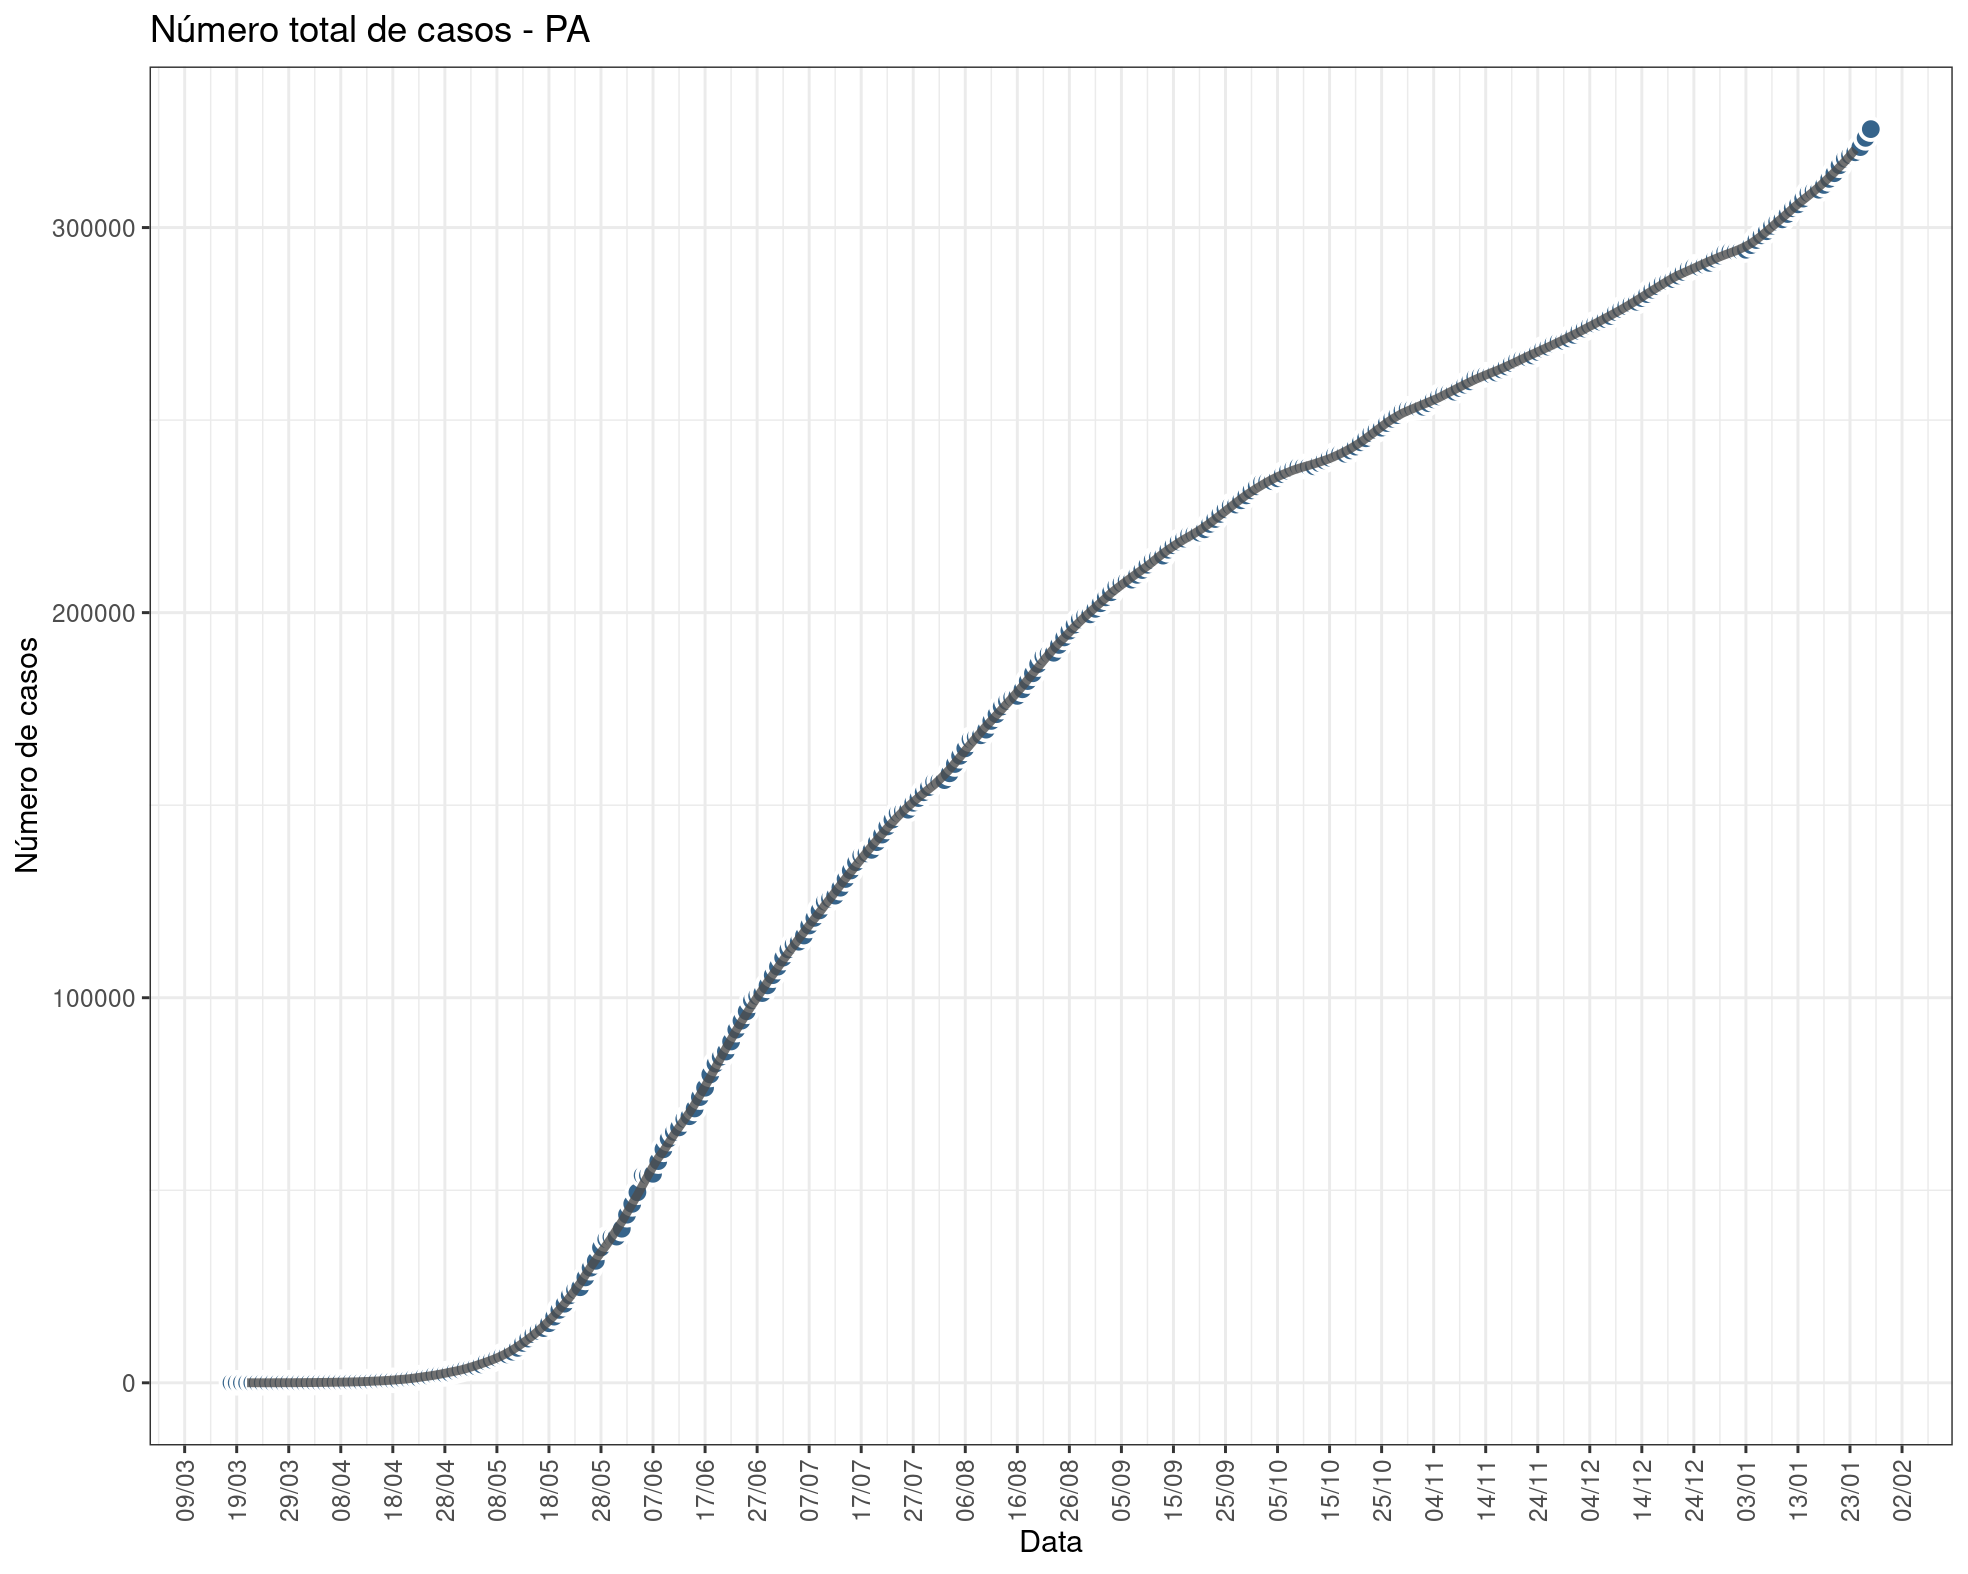 Número total de casos - PA
Número de casos
300000
200000
100000
0
09/03 19/03 29/03 08/04 18/04 28/04 08/05 18/05 28/05 07/06 17/06 27/06 07/07 17/07 27/07 06/08 16/08 26/08 05/09 15/09 25/09 05/10 15/10 25/10 04/11 14/11 24/11 04/12 14/12 24/12 03/01 13/01 23/01 02/02
Data